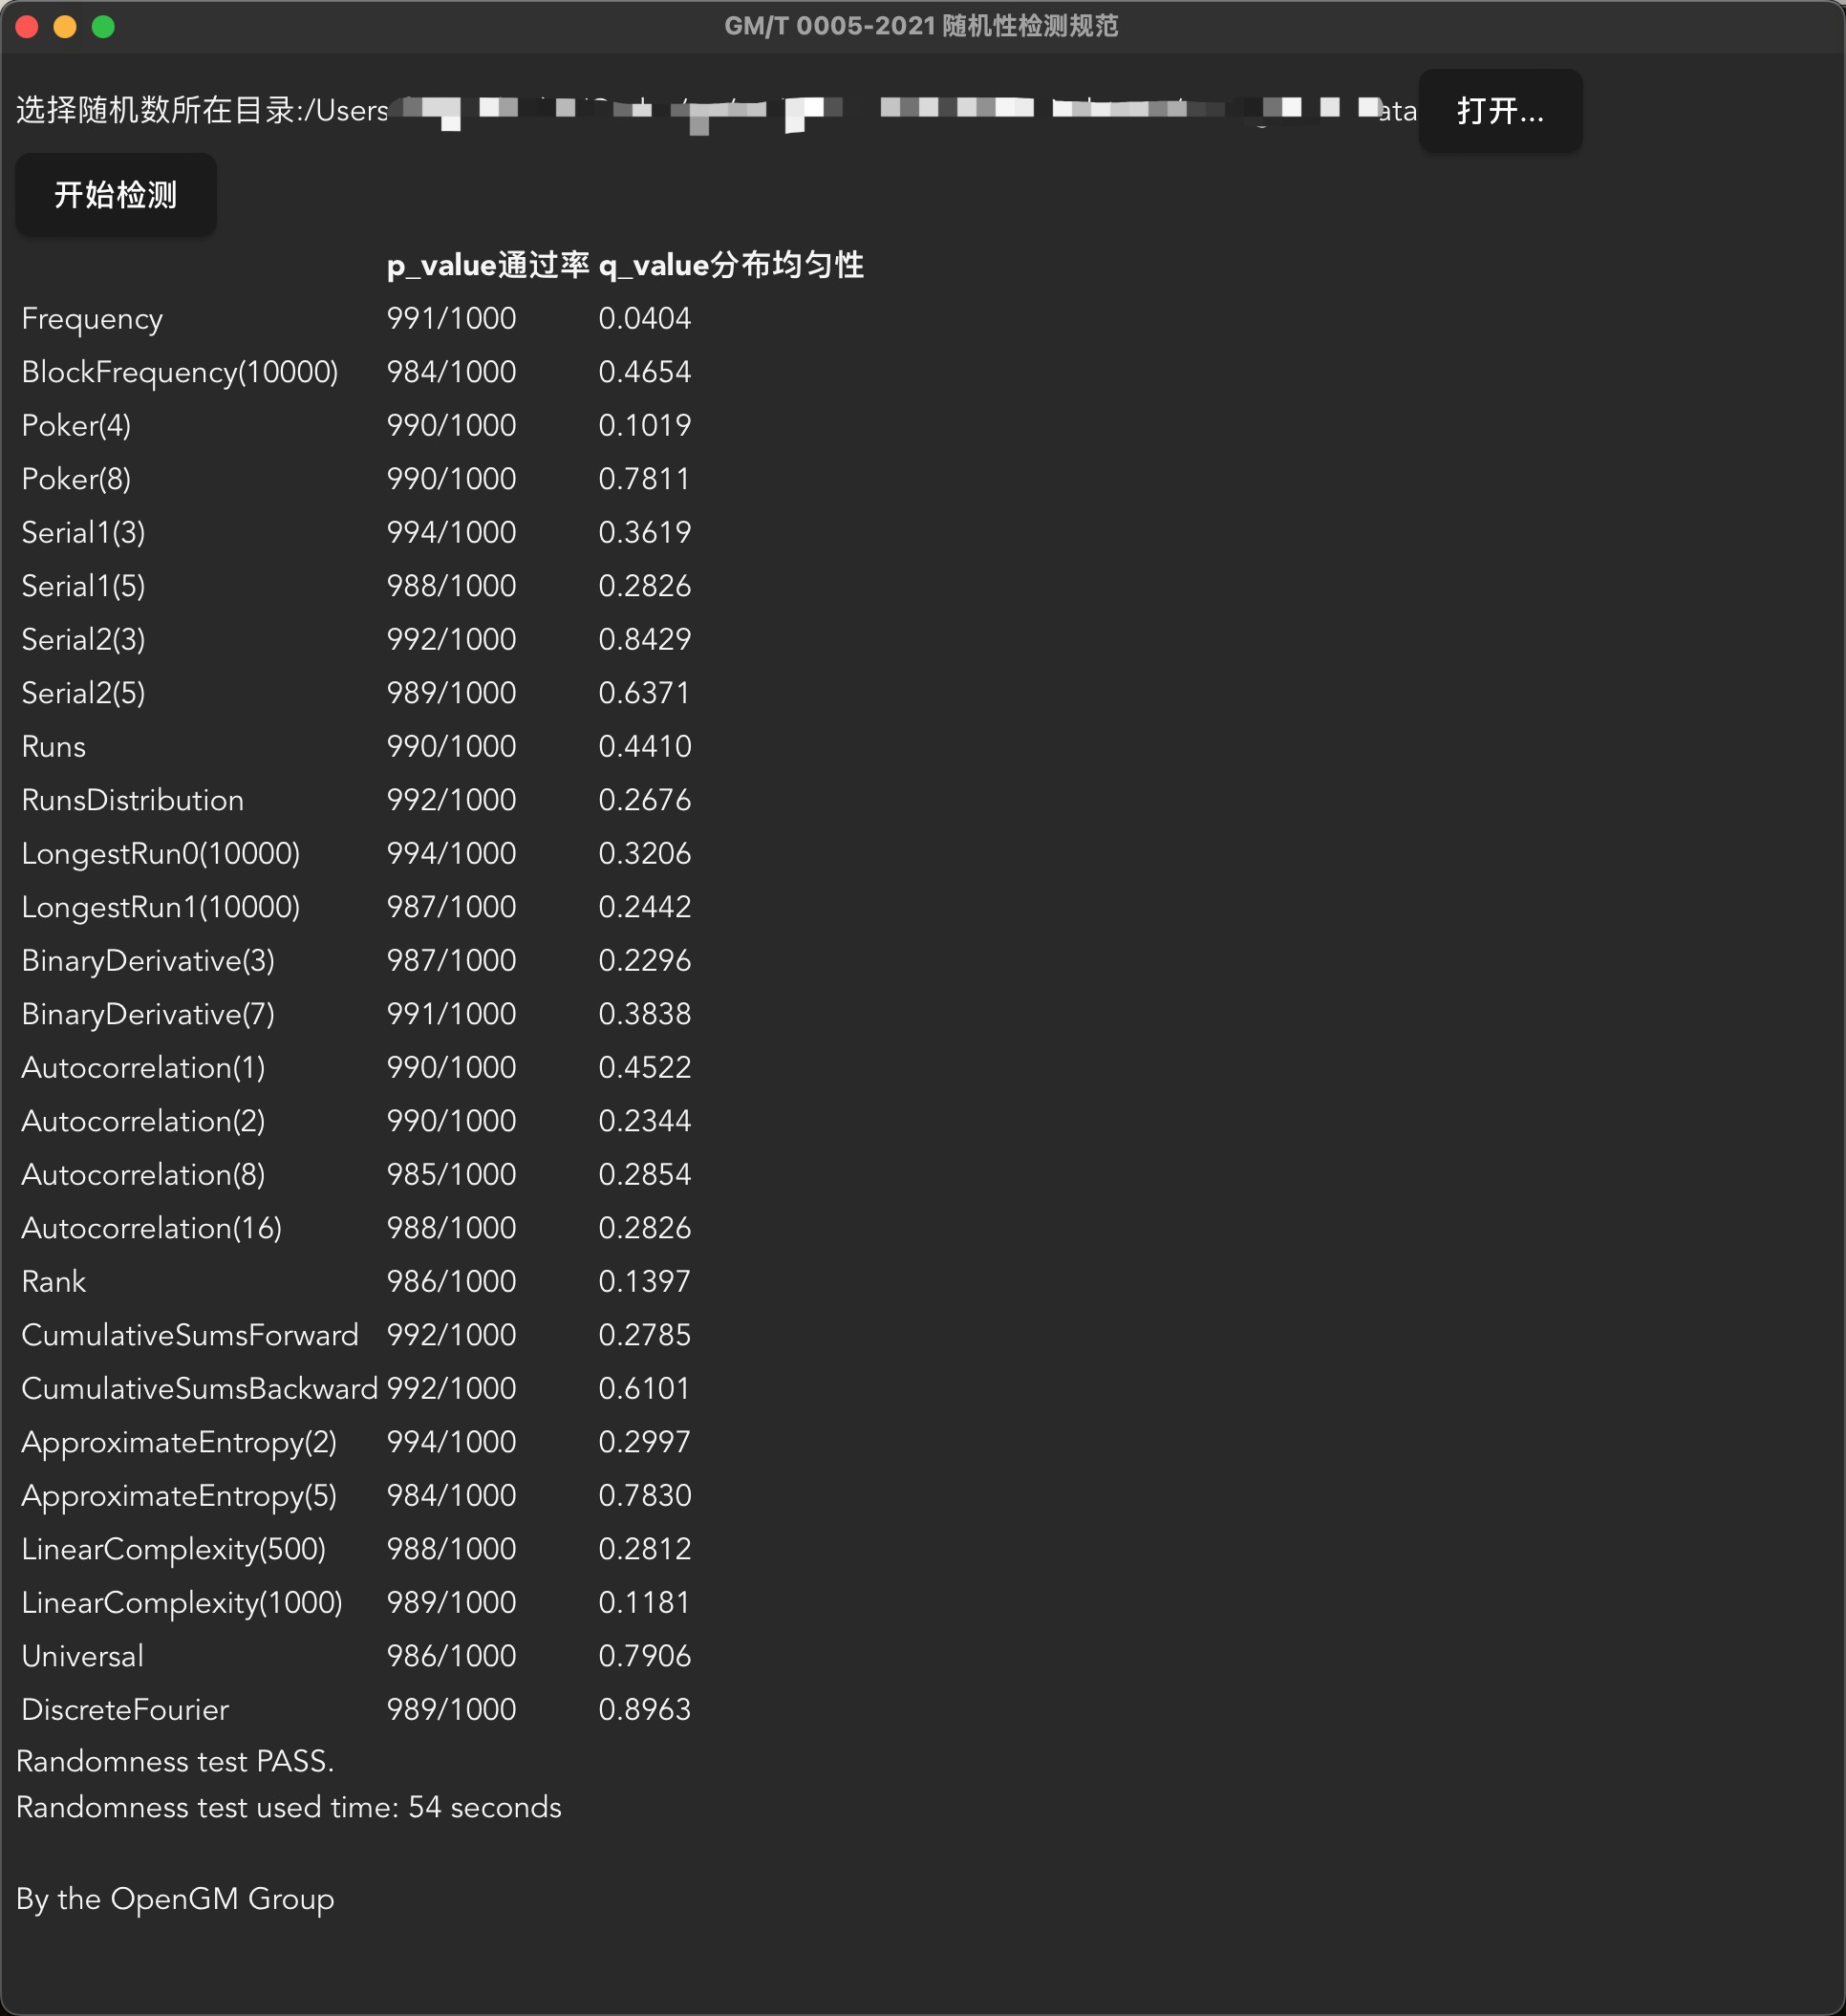 GM/T 0005-2021 随机性检测规范
选择随机数所在目录:/Users ata 打开...
开始检测
p_value通过率 q_value分布均匀性
Frequency 991/1000 0.0404
BlockFrequency(10000) 984/1000 0.4654
Poker(4) 990/1000 0.1019
Poker(8) 990/1000 0.7811
Serial1(3) 994/1000 0.3619
Serial1(5) 988/1000 0.2826
Serial2(3) 992/1000 0.8429
Serial2(5) 989/1000 0.6371
Runs 990/1000 0.4410
RunsDistribution 992/1000 0.2676
LongestRun0(10000) 994/1000 0.3206
LongestRun1(10000) 987/1000 0.2442
BinaryDerivative(3) 987/1000 0.2296
BinaryDerivative(7) 991/1000 0.3838
Autocorrelation(1) 990/1000 0.4522
Autocorrelation(2) 990/1000 0.2344
Autocorrelation(8) 985/1000 0.2854
Autocorrelation(16) 988/1000 0.2826
Rank 986/1000 0.1397
CumulativeSumsForward 992/1000 0.2785
CumulativeSumsBackward 992/1000 0.6101
ApproximateEntropy(2) 994/1000 0.2997
ApproximateEntropy(5) 984/1000 0.7830
LinearComplexity(500) 988/1000 0.2812
LinearComplexity(1000) 989/1000 0.1181
Universal 986/1000 0.7906
DiscreteFourier 989/1000 0.8963
Randomness test PASS.
Randomness test used time: 54 seconds
By the OpenGM Group